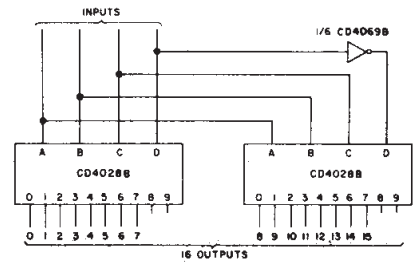 INPUTS
1/6 CD4069B
A B C D
A B C D
CD4028B
CD4028B
0 1 2 3 4 5 6 7 8 9
0 1 2 3 4 5 6 7 8 9
0 1 2 3 4 5 6 7
8 9 10 11 12 13 14 15
16 OUTPUTS